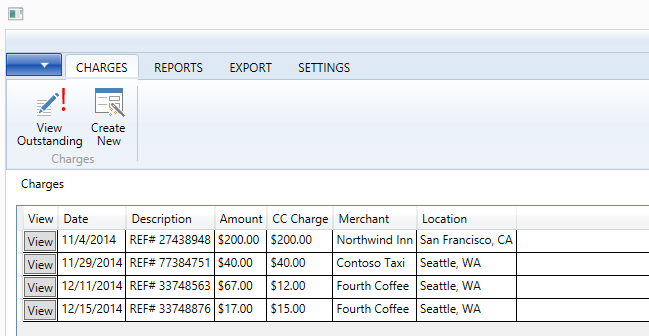 CHARGES REPORTS EXPORT SETTINGS
View Outstanding Create New
Charges
Charges
View Date Description Amount CC Charge Merchant Location
View 11/4/2014 REF# 27438948 $200.00 $200.00 Northwind Inn San Francisco, CA
View 11/29/2014 REF# 77384751 $40.00 $40.00 Contoso Taxi Seattle, WA
View 12/11/2014 REF# 33748563 $67.00 $12.00 Fourth Coffee Seattle, WA
View 12/15/2014 REF# 33748876 $17.00 $15.00 Fourth Coffee Seattle, WA